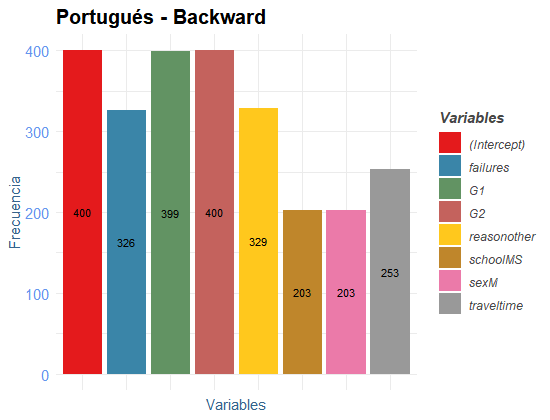 Portugués - Backward
Frecuencia
400
300
200
100
0
400
326
399
400
329
203
203
253
Variables
Variables
(Intercept)
failures
G1
G2
reasonother
schoolMS
sexM
traveltime